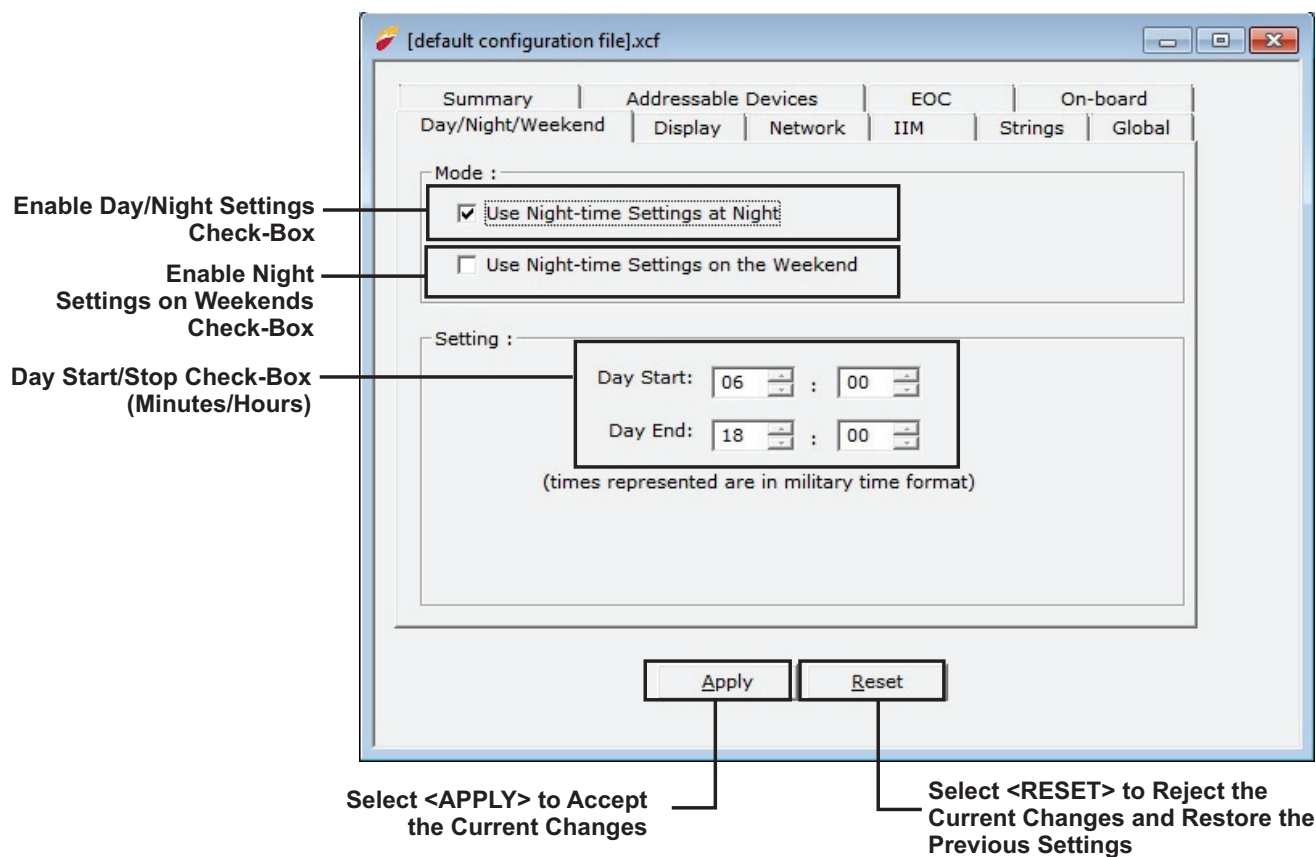 [default configuration file].xcf
Summary
Addressable Devices
EOC
On-board
Day/Night/Weekend
Display
Network
IIM
Strings
Global
Mode :
Enable Day/Night Settings
Check-Box
Use Night-time Settings at Night
Enable Night
Settings on Weekends
Check-Box
Use Night-time Settings on the Weekend
Setting :
Day Start/Stop Check-Box
(Minutes/Hours)
Day Start: 06 : 00
Day End: 18 : 00
(times represented are in military time format)
Apply
Reset
Select <APPLY> to Accept
the Current Changes
Select <RESET> to Reject the
Current Changes and Restore the
Previous Settings